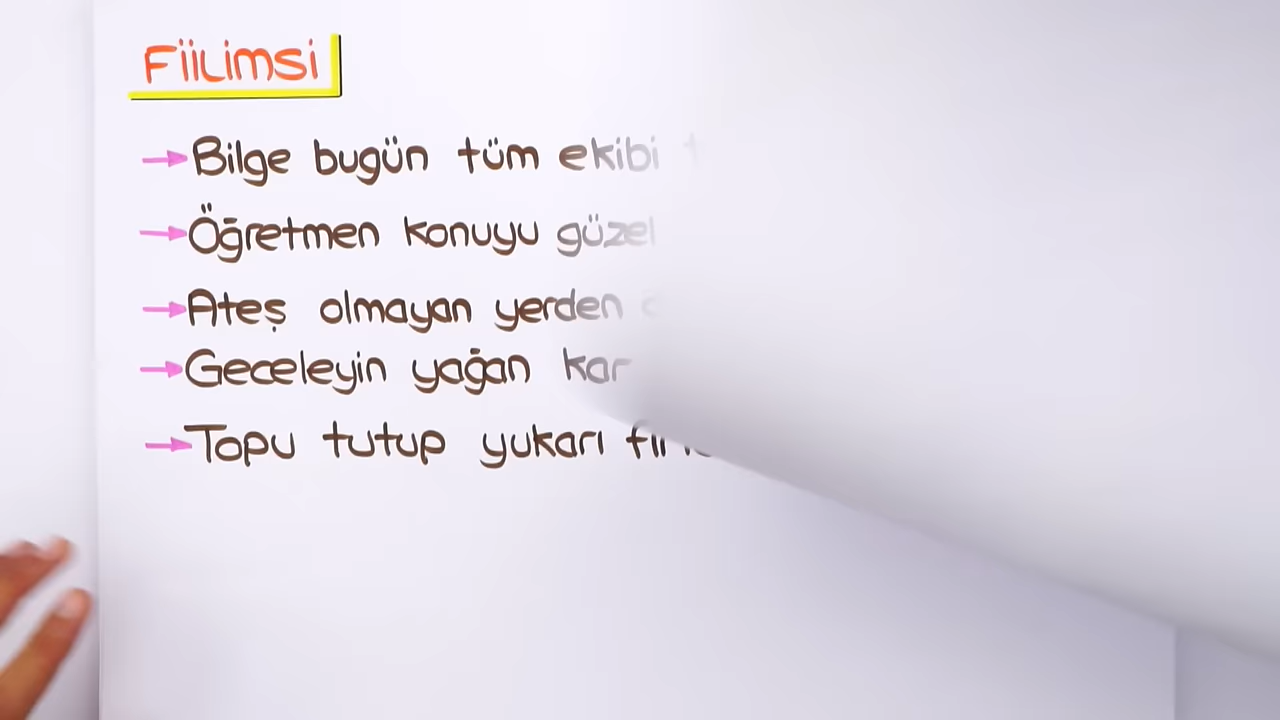 Fiilimsi
Bilge bugün tüm ekibi
Öğretmen konuyu güzel
Ateş olmayan yerden
Geceleyin yağan kar
Topu tutup yukarı